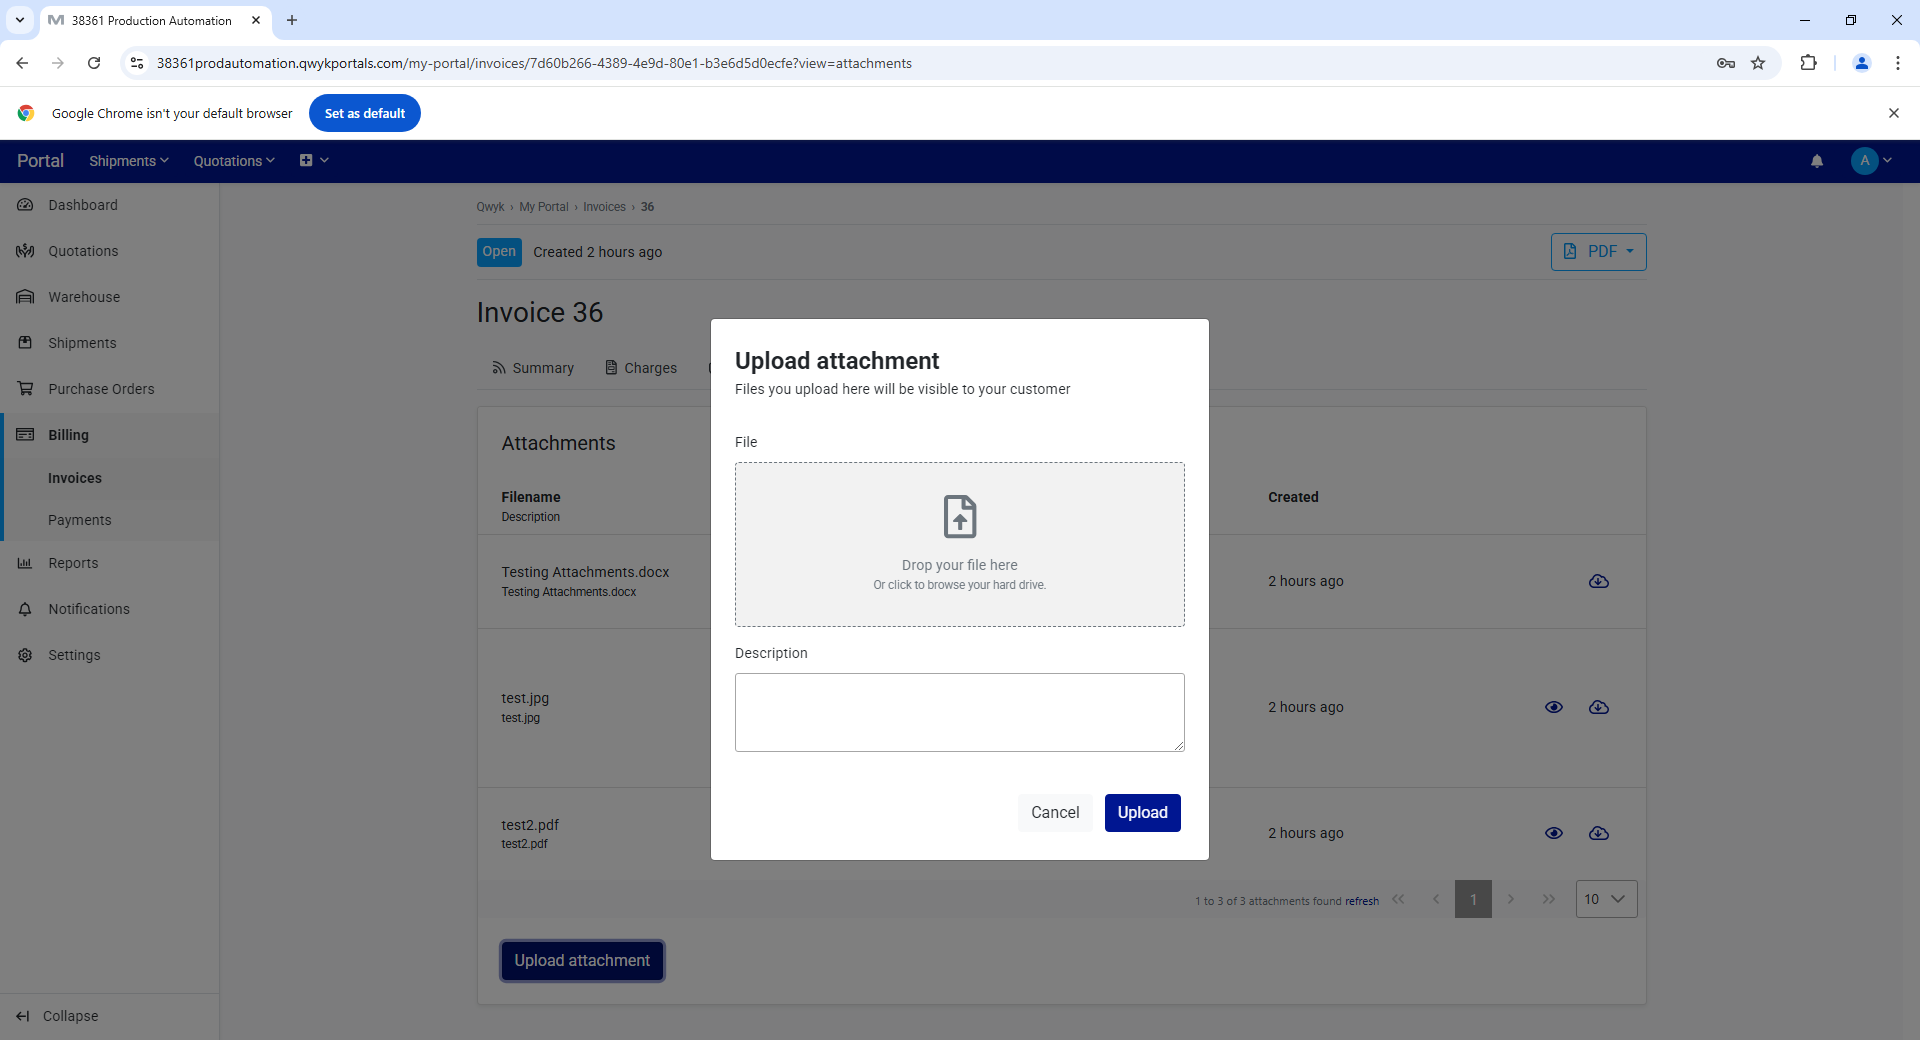 38361 Production Automation
38361prodautomation.qwykportals.com/my-portal/invoices/7d60b266-4389-4e9d-80e1-b3e6d5d0ecfe?view=attachments
Google Chrome isn't your default browser
Set as default
Portal
Shipments
Quotations
A
Dashboard
Quotations
Warehouse
Shipments
Purchase Orders
Billing
Invoices
Payments
Reports
Notifications
Settings
Collapse
Qwyk › My Portal › Invoices › 36
Open
Created 2 hours ago
PDF
Invoice 36
Summary
Charges
Attachments
Filename
Description
Created
Testing Attachments.docx
Testing Attachments.docx
2 hours ago
test.jpg
test.jpg
2 hours ago
test2.pdf
test2.pdf
2 hours ago
1 to 3 of 3 attachments found refresh
1
10
Upload attachment
Upload attachment
Files you upload here will be visible to your customer
File
Drop your file here
Or click to browse your hard drive.
Description
Cancel
Upload